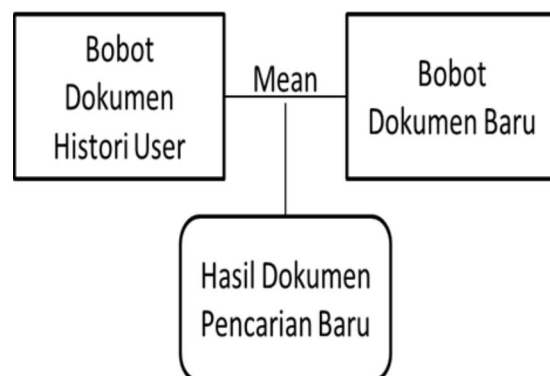 Bobot
Dokumen
Histori User
Mean
Bobot
Dokumen Baru
Hasil Dokumen
Pencarian Baru